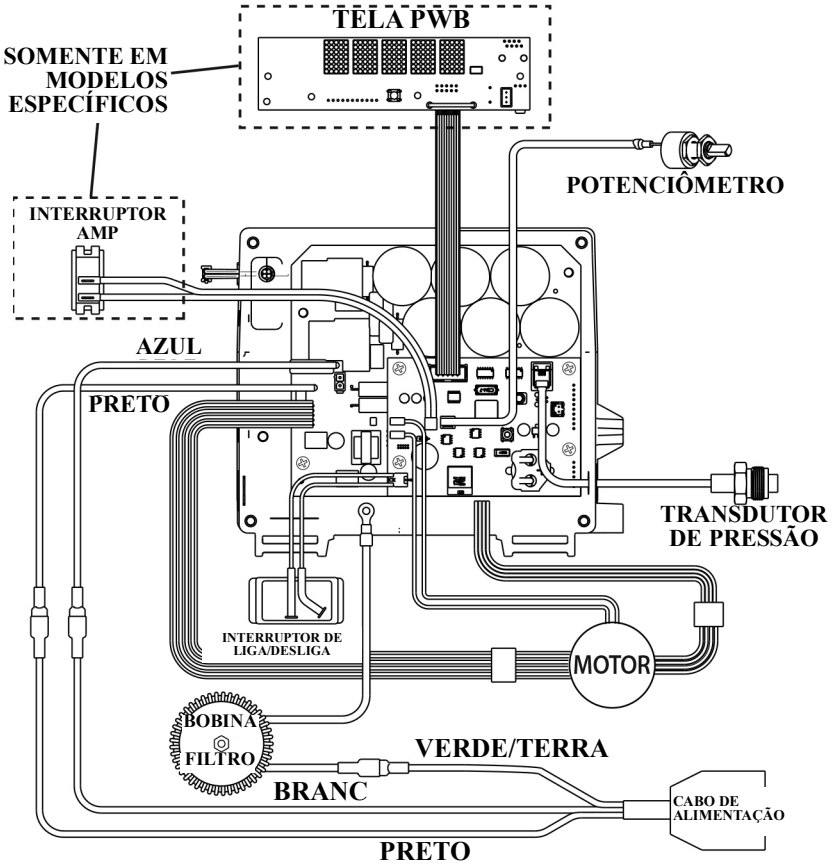 TELA PWB
SOMENTE EM
MODELOS
ESPECÍFICOS
POTENCIÔMETRO
INTERRUPTOR
AMP
AZUL
PRETO
TRANSDUTOR
DE PRESSÃO
INTERRUPTOR DE
LIGA/DESLIGA
MOTOR
BOBINA
FILTRO
VERDE/TERRA
BRANC
CABO DE
ALIMENTAÇÃO
PRETO